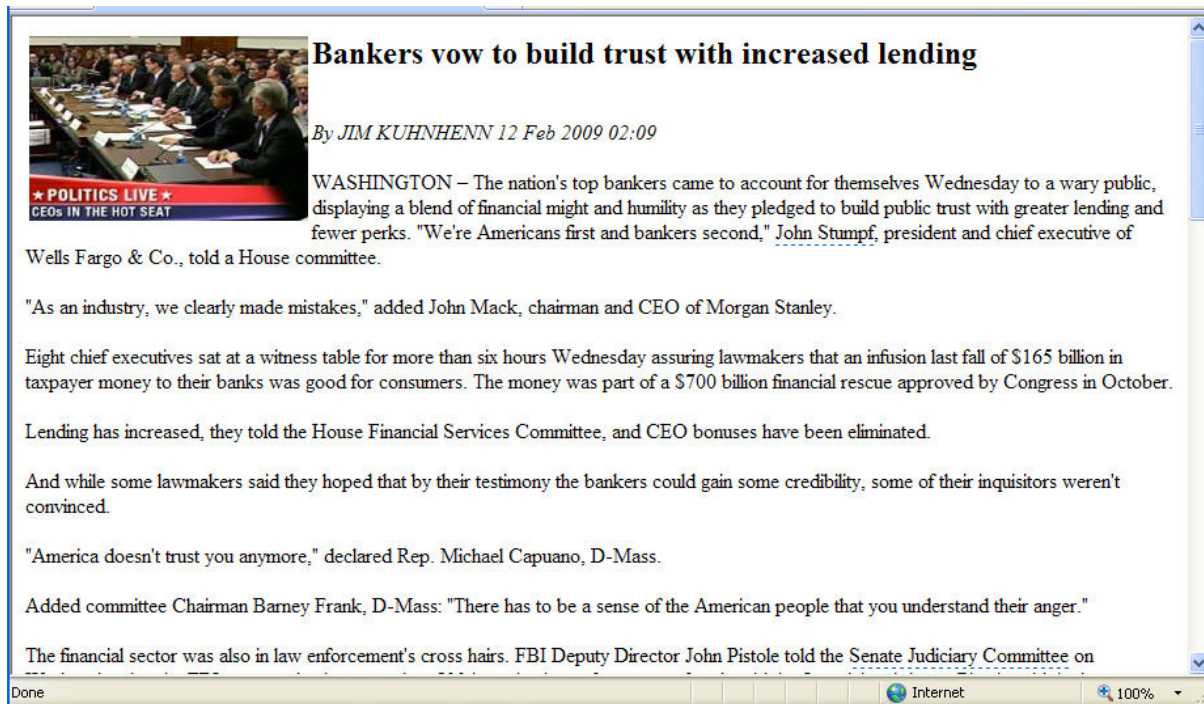 Bankers vow to build trust with increased lending
By JIM KUHNHENN 12 Feb 2009 02:09
★ POLITICS LIVE ★
CEOs IN THE HOT SEAT
WASHINGTON – The nation's top bankers came to account for themselves Wednesday to a wary public,
displaying a blend of financial might and humility as they pledged to build public trust with greater lending and
fewer perks. "We're Americans first and bankers second," John Stumpf, president and chief executive of
Wells Fargo & Co., told a House committee.
"As an industry, we clearly made mistakes," added John Mack, chairman and CEO of Morgan Stanley.
Eight chief executives sat at a witness table for more than six hours Wednesday assuring lawmakers that an infusion last fall of $165 billion in
taxpayer money to their banks was good for consumers. The money was part of a $700 billion financial rescue approved by Congress in October.
Lending has increased, they told the House Financial Services Committee, and CEO bonuses have been eliminated.
And while some lawmakers said they hoped that by their testimony the bankers could gain some credibility, some of their inquisitors weren't
convinced.
"America doesn't trust you anymore," declared Rep. Michael Capuano, D-Mass.
Added committee Chairman Barney Frank, D-Mass: "There has to be a sense of the American people that you understand their anger."
The financial sector was also in law enforcement's cross hairs. FBI Deputy Director John Pistole told the Senate Judiciary Committee on
Done
Internet
100%